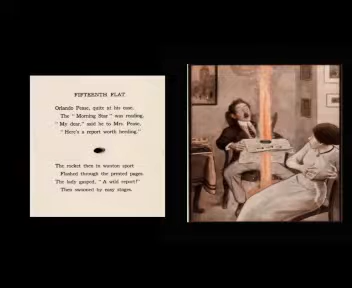 FIFTEENTH FLAT
Orlando Pease, quite at his ease,
The "Morning Star" was reading,
"My dear," said he to Mrs. Pease,
"Here's a report worth heeding."
The rocket then in wanton sport
Flashed through the printed pages.
The lady gasped, "A wild report!"
Then swooned by easy stages.